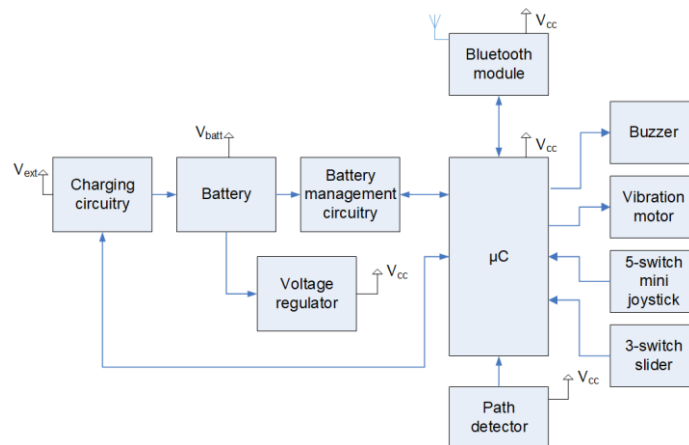 Vcc
Bluetooth
module
Vcc
Buzzer
Vbatt
Vext
Charging
circuitry
Battery
Battery
management
circuitry
Vibration
motor
µC
Voltage
regulator
Vcc
5-switch
mini
joystick
3-switch
slider
Vcc
Path
detector